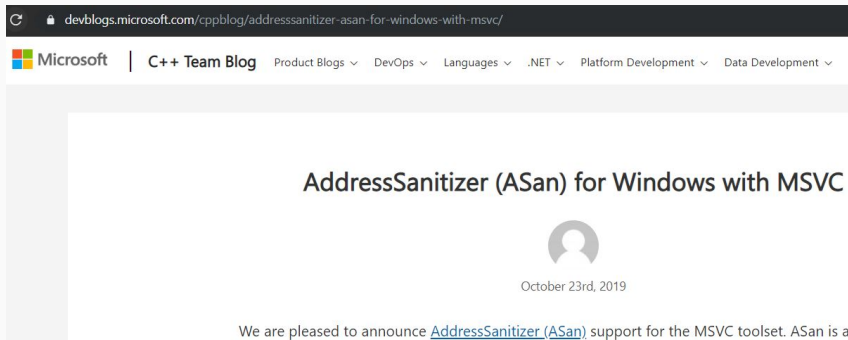 devblogs.microsoft.com/cppblog/addresssanitizer-asan-for-windows-with-msvc/
Microsoft | C++ Team Blog Product Blogs DevOps Languages .NET Platform Development Data Development
AddressSanitizer (ASan) for Windows with MSVC
October 23rd, 2019
We are pleased to announce AddressSanitizer (ASan) support for the MSVC toolset. ASan is a